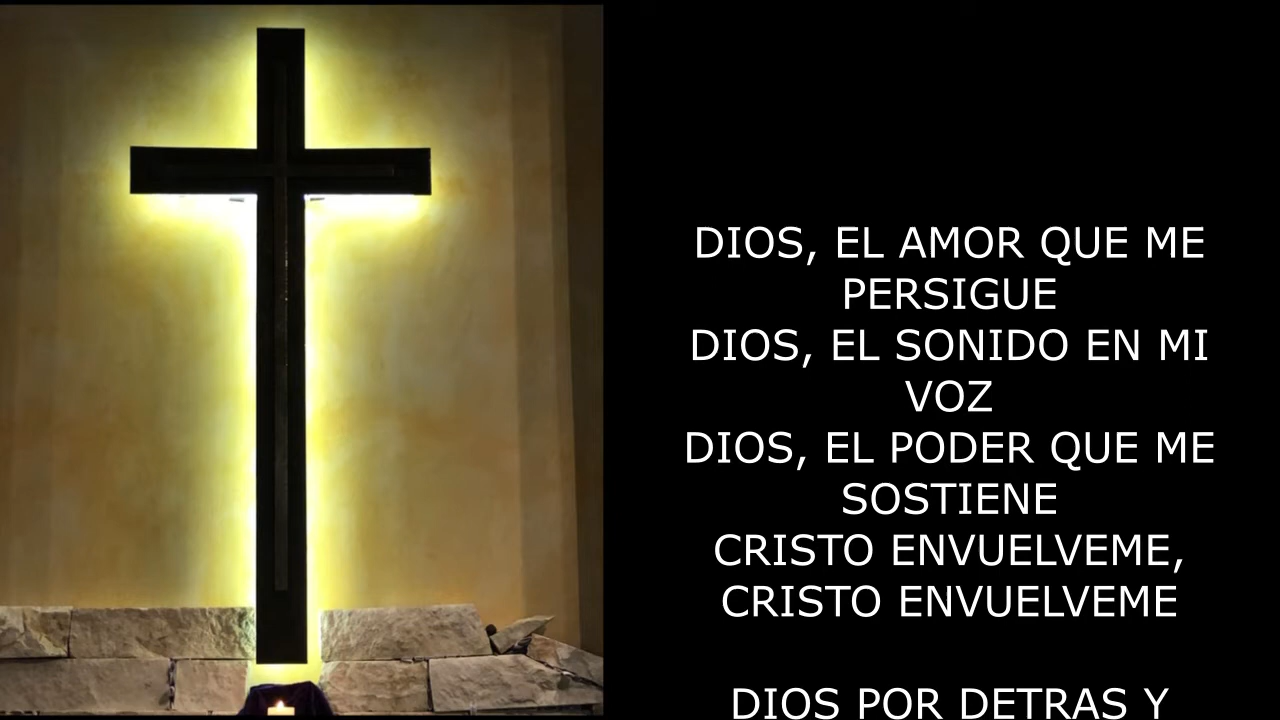 DIOS, EL AMOR QUE ME
PERSIGUE
DIOS, EL SONIDO EN MI
VOZ
DIOS, EL PODER QUE ME
SOSTIENE
CRISTO ENVUELVEME,
CRISTO ENVUELVEME
DIOS POR DETRAS Y